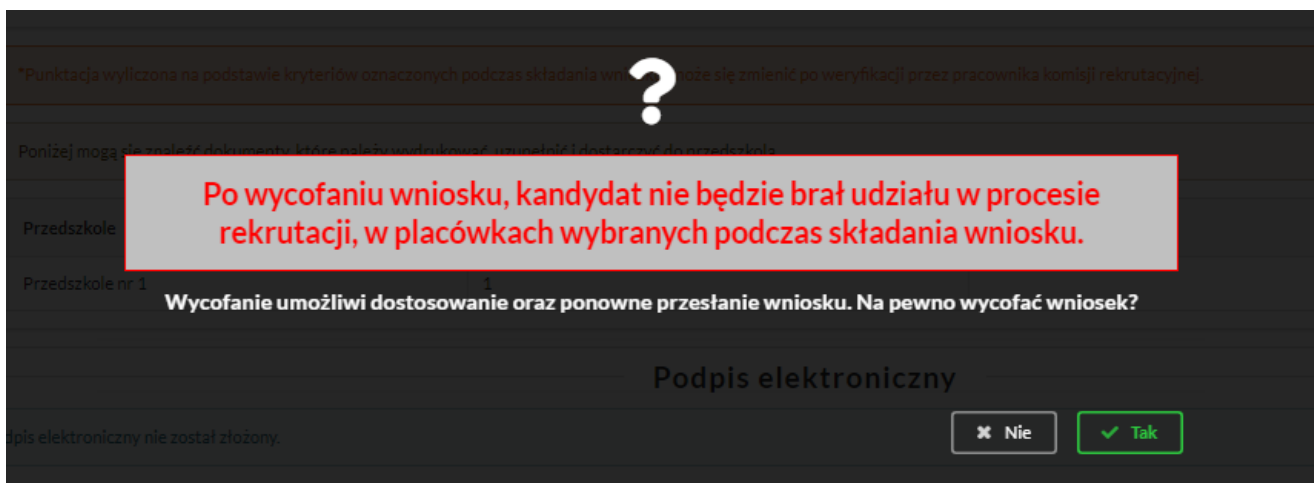 *Punktacja wyliczona na podstawie kryteriów oznaczonych podczas składania może się zmienić po weryfikacji przez pracownika komisji rekrutacyjnej.
?
Poniżej mogą się znaleźć dokumenty, które należy wydrukować, uzupełnić i dostarczyć do przedszkola
Po wycofaniu wniosku, kandydat nie będzie brał udziału w procesie
rekrutacji, w placówkach wybranych podczas składania wniosku.
Przedszkole
Przedszkole nr 1 1
Wycofanie umożliwi dostosowanie oraz ponowne przesłanie wniosku. Na pewno wycofać wniosek?
Podpis elektroniczny
dpis elektroniczny nie został złożony.
✖ Nie ✔ Tak